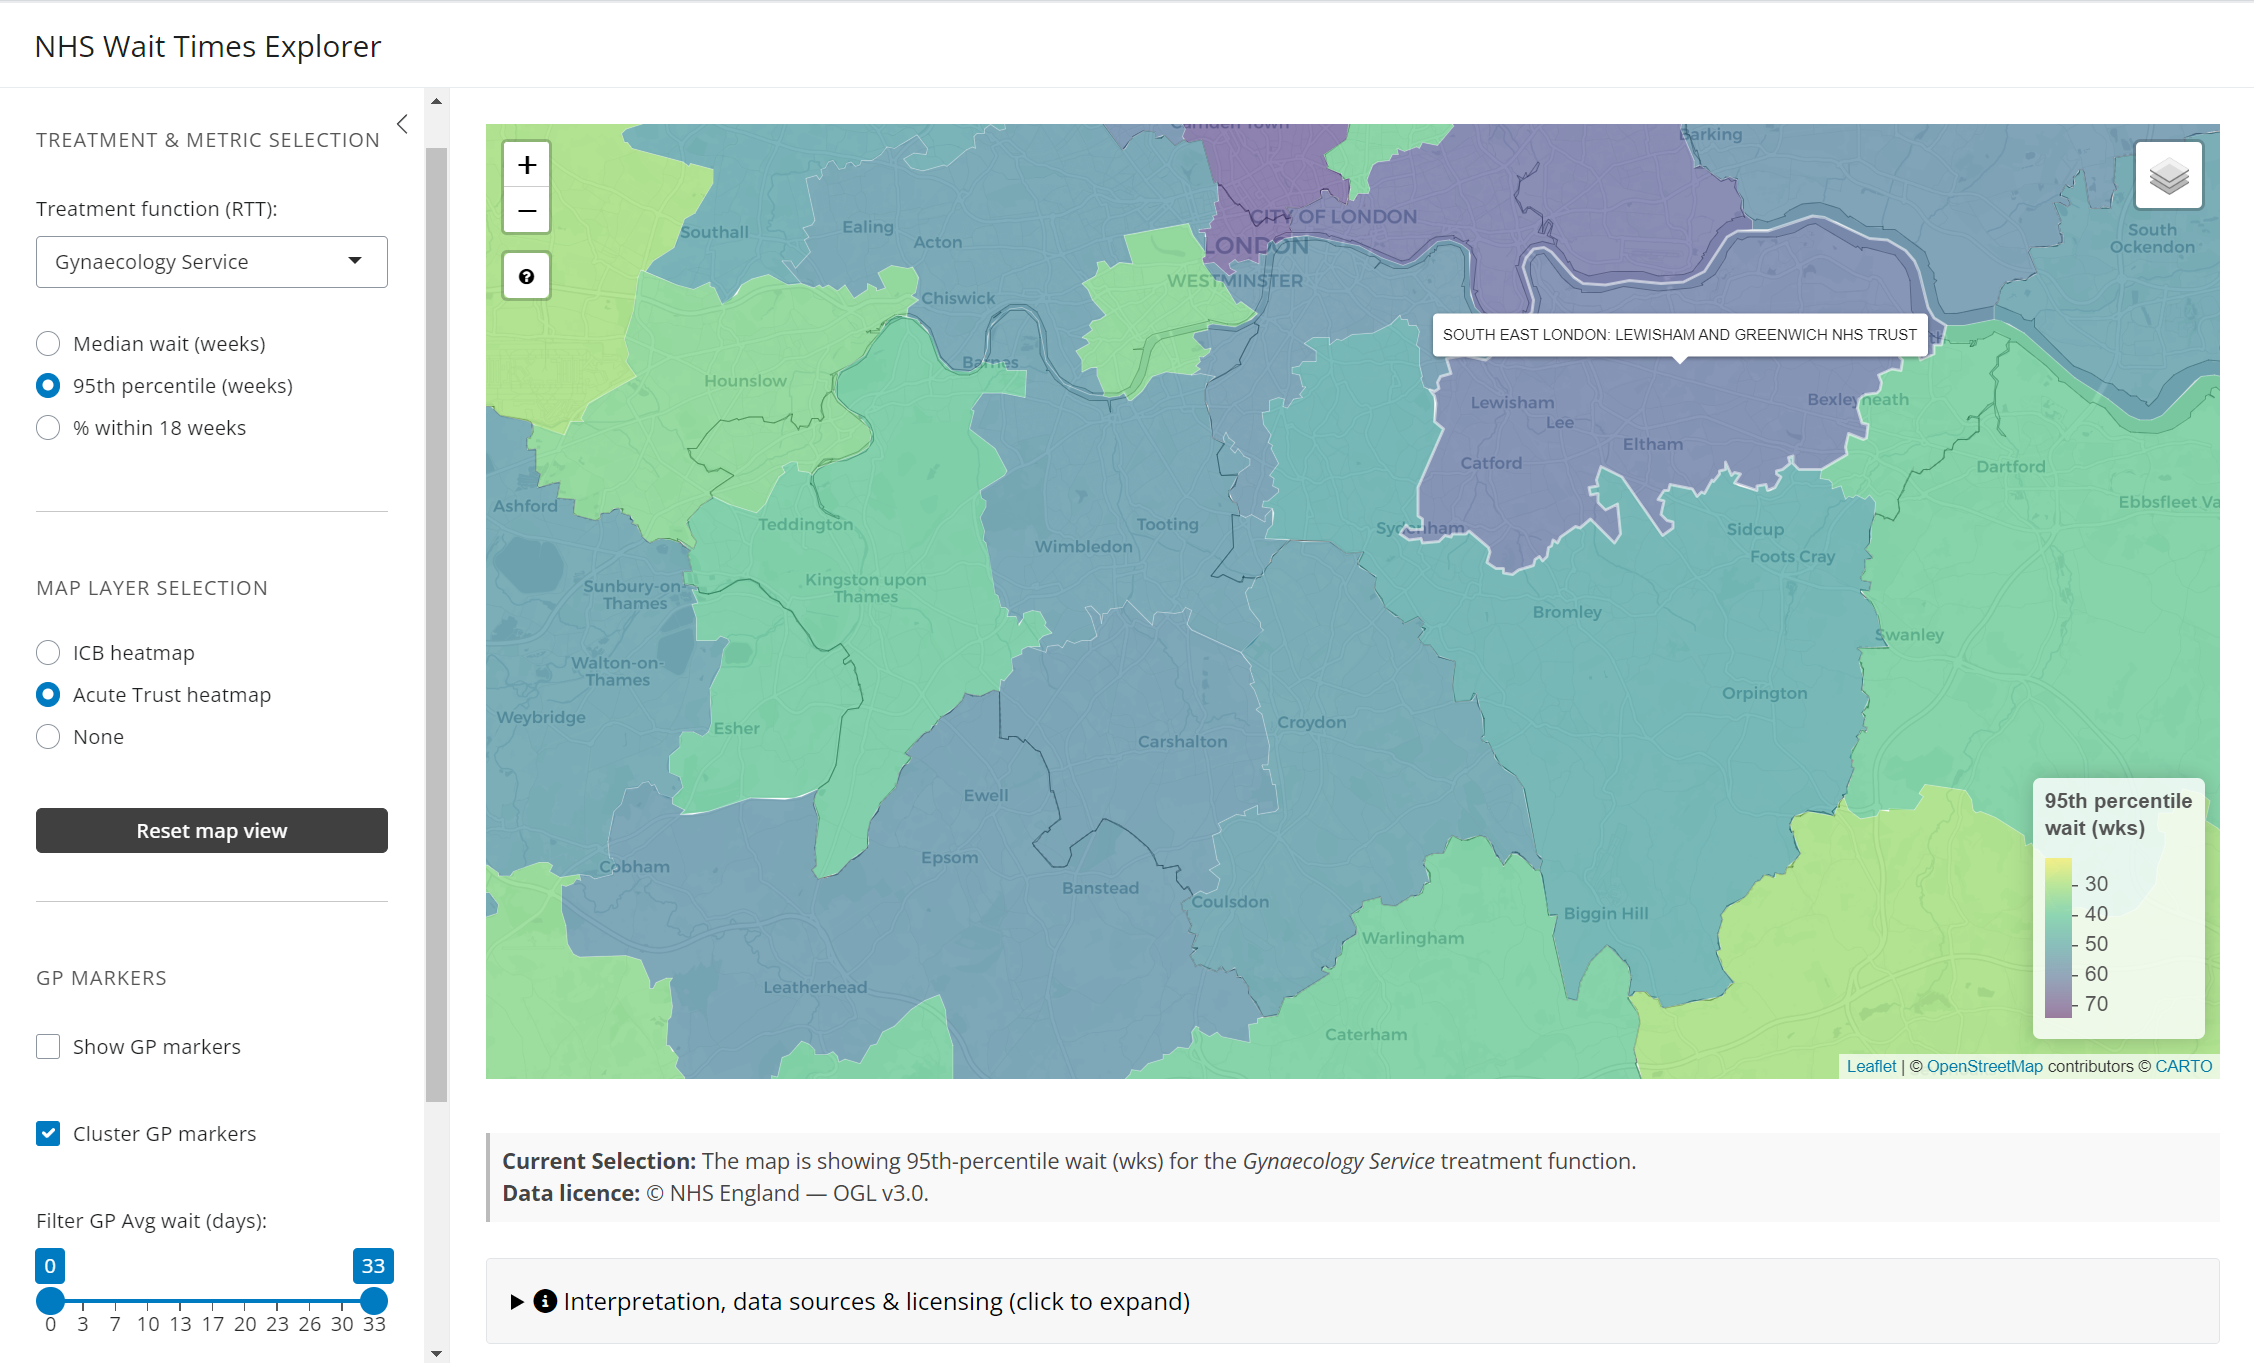 NHS Wait Times Explorer
TREATMENT & METRIC SELECTION
Treatment function (RTT):
Gynaecology Service
Median wait (weeks)
95th percentile (weeks)
% within 18 weeks
MAP LAYER SELECTION
ICB heatmap
Acute Trust heatmap
None
Reset map view
GP MARKERS
Show GP markers
Cluster GP markers
Filter GP Avg wait (days):
0 33
0 3 7 10 13 17 20 23 26 30 33
+
−
?
Camden Town
Barking
Southall
Ealing
Acton
CITY OF LONDON
LONDON
WESTMINSTER
South
Ockendon
Chiswick
SOUTH EAST LONDON: LEWISHAM AND GREENWICH NHS TRUST
Barnes
Hounslow
Lewisham
Lee
Bexleyheath
Eltham
Catford
Dartford
Ashford
Ebbsfleet Va
Teddington
Tooting
Sydenham
Sidcup
Wimbledon
Foots Cray
Sunbury-on-
Thames
Kingston upon
Thames
Bromley
Swanley
Walton-on-
Thames
Orpington
Weybridge
Esher
Croydon
Carshalton
Ewell
Cobham
Epsom
Banstead
Coulsdon
Biggin Hill
Warlingham
Leatherhead
Caterham
95th percentile
wait (wks)
30
40
50
60
70
Leaflet | © OpenStreetMap contributors © CARTO
Current Selection: The map is showing 95th-percentile wait (wks) for the Gynaecology Service treatment function.
Data licence: © NHS England — OGL v3.0.
Interpretation, data sources & licensing (click to expand)